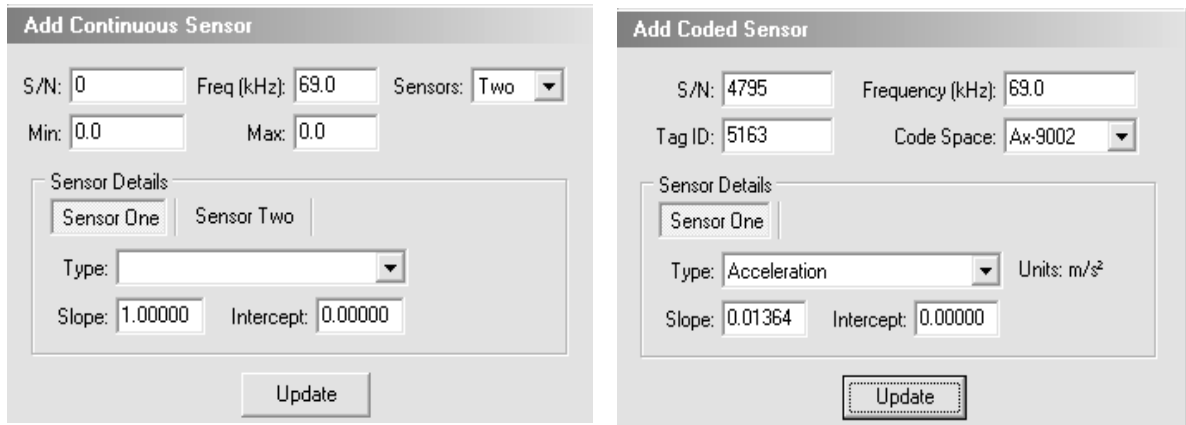 Add Continuous Sensor
S/N: 0 Freq (kHz): 69.0 Sensors: Two
Min: 0.0 Max: 0.0
Sensor Details
Sensor One Sensor Two
Type:
Slope: 1.00000 Intercept: 0.00000
Update
Add Coded Sensor
S/N: 4795 Frequency (kHz): 69.0
Tag ID: 5163 Code Space: Ax-9002
Sensor Details
Sensor One
Type: Acceleration Units: m/s²
Slope: 0.01364 Intercept: 0.00000
Update